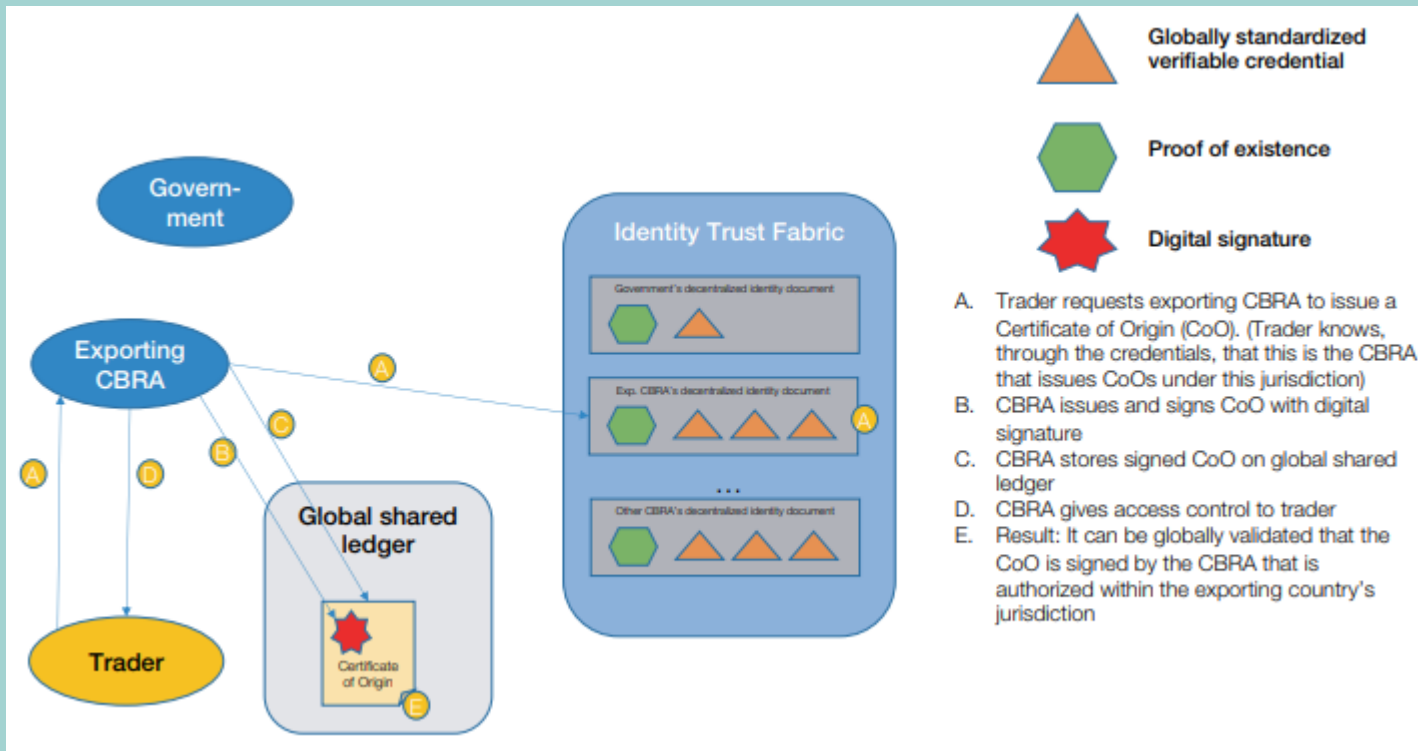 Globally standardized
verifiable credential
Proof of existence
Digital signature
Govern-
ment
Exporting
CBRA
Trader
A
D
B
C
A
Global shared
ledger
Certificate
of Origin
E
Identity Trust Fabric
Government's decentralized identity document
Exp. CBRA's decentralized identity document
A
...
Other CBRA's decentralized identity document
A. Trader requests exporting CBRA to issue a
Certificate of Origin (CoO). (Trader knows,
through the credentials, that this is the CBRA
that issues CoOs under this jurisdiction)
B. CBRA issues and signs CoO with digital
signature
C. CBRA stores signed CoO on global shared
ledger
D. CBRA gives access control to trader
E. Result: It can be globally validated that the
CoO is signed by the CBRA that is
authorized within the exporting country's
jurisdiction